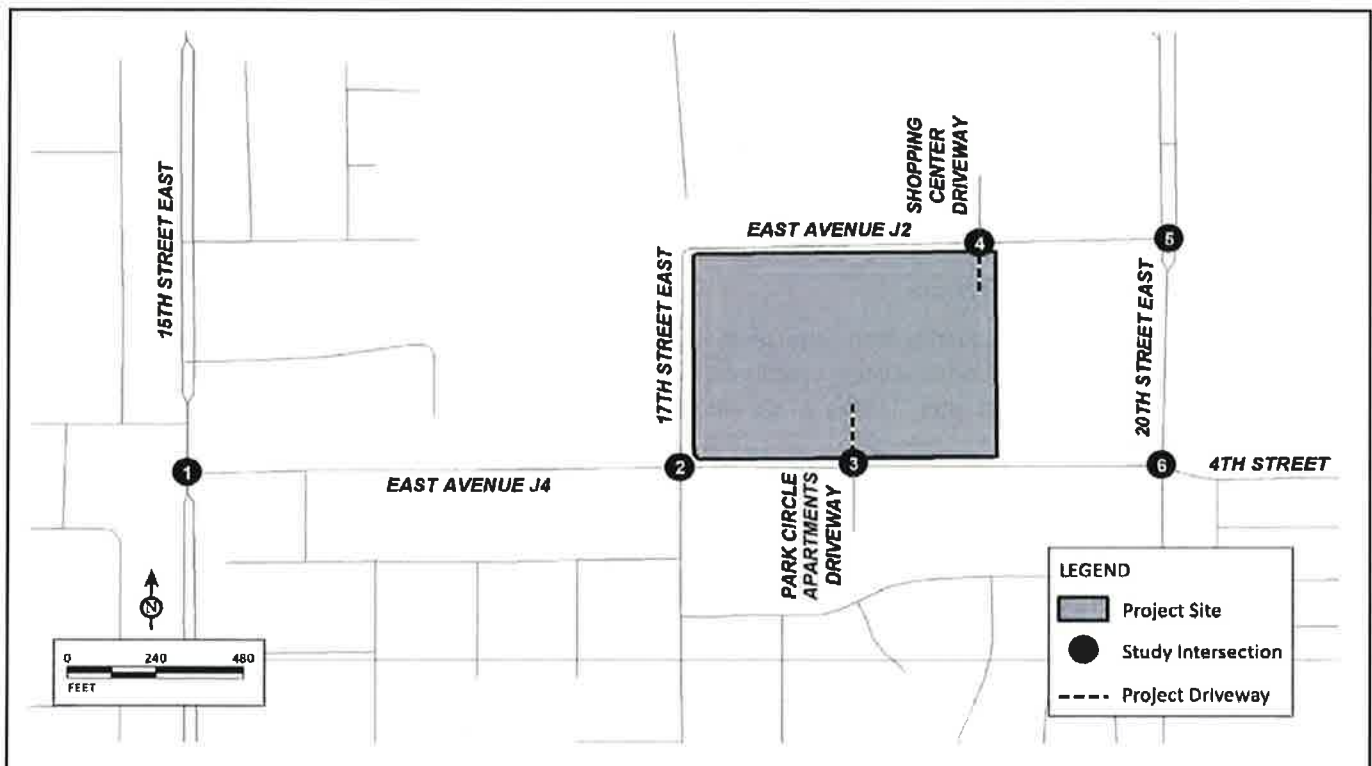 SHOPPING
CENTER
DRIVEWAY
15TH STREET EAST
EAST AVENUE J2
4
5
17TH STREET EAST
20TH STREET EAST
1
EAST AVENUE J4
2
3
6
4TH STREET
PARK CIRCLE
APARTMENTS
DRIVEWAY
N
0 240 480
FEET
LEGEND
Project Site
Study Intersection
Project Driveway